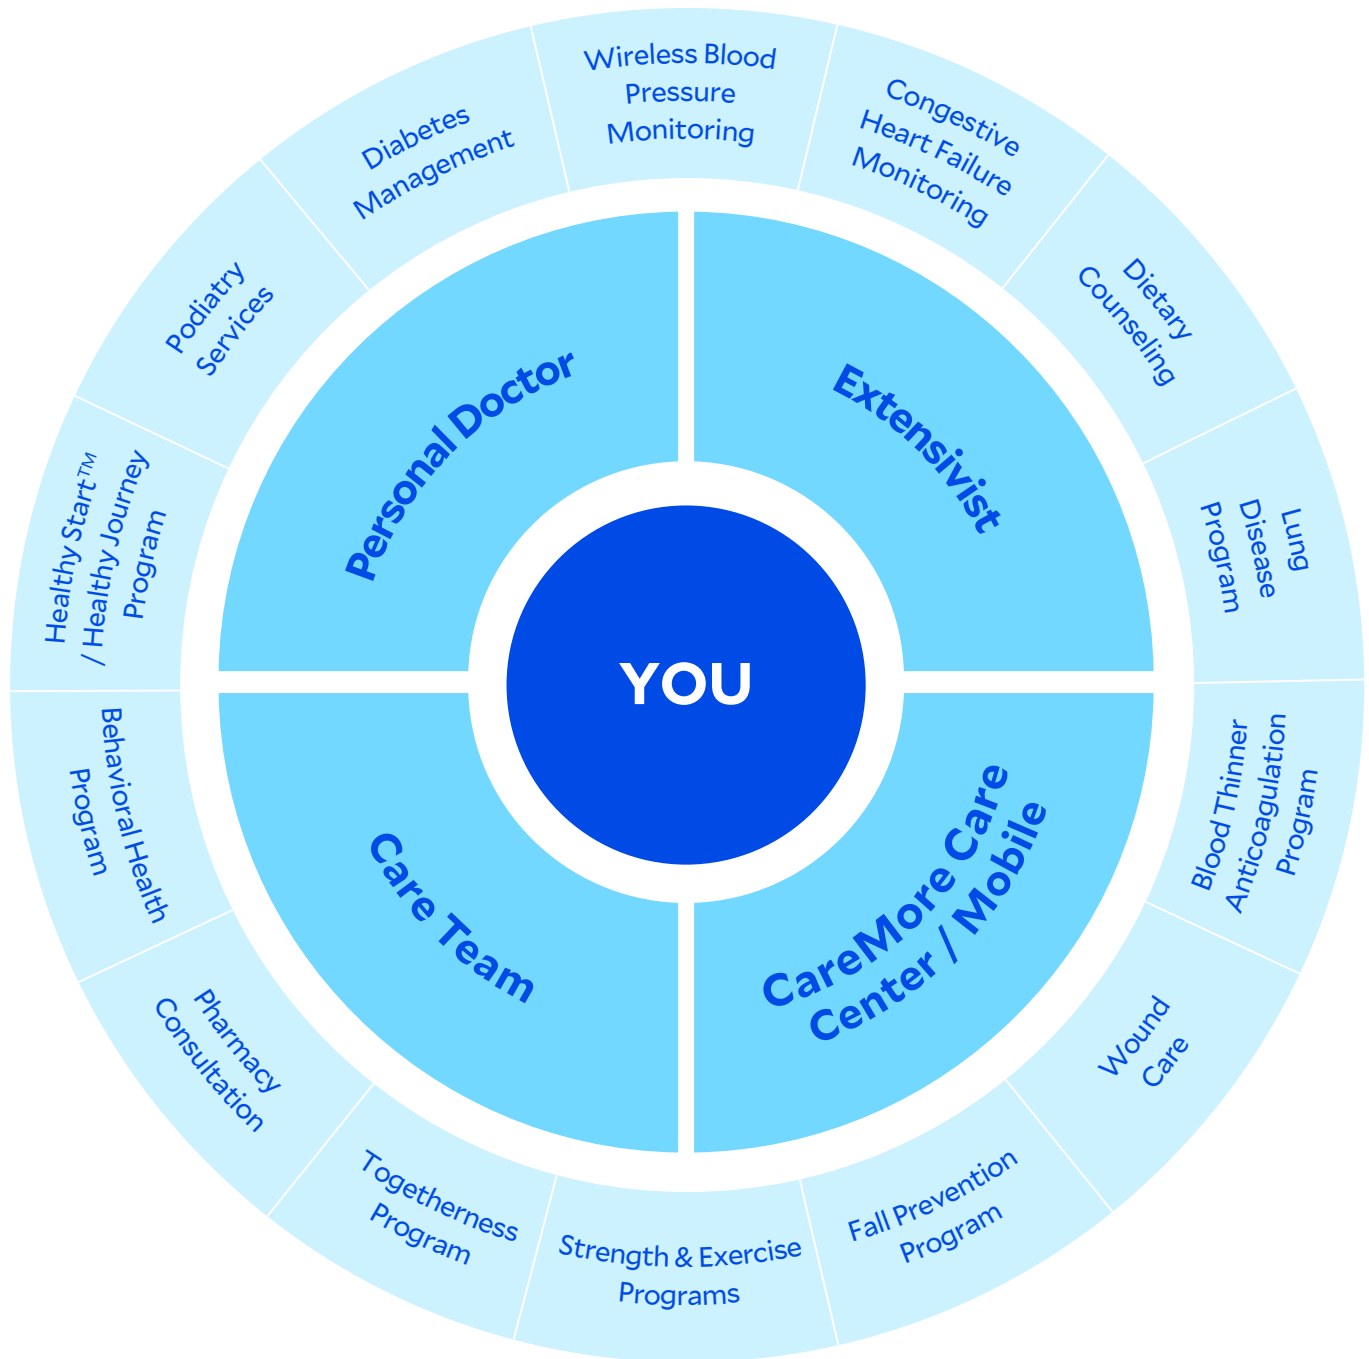 Wireless Blood
Pressure
Monitoring
Congestive
Heart Failure
Monitoring
Dietary
Counseling
Lung
Disease
Program
Blood Thinner
Anticoagulation
Program
Wound
Care
Fall Prevention
Program
Strength & Exercise
Programs
Togetherness
Program
Pharmacy
Consultation
Behavioral Health
Program
Healthy Start™
/ Healthy Journey
Program
Podiatry
Services
Diabetes
Management
Personal Doctor
Extensivist
CareMore Care
Center / Mobile
Care Team
YOU